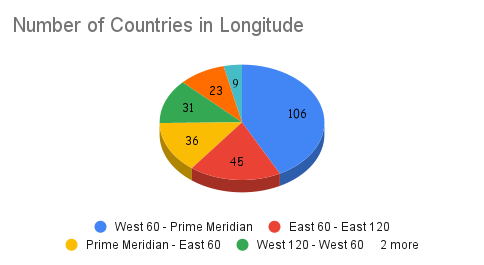 Number of Countries in Longitude
9
23
106
31
36
45
West 60 - Prime Meridian East 60 - East 120
Prime Meridian - East 60 West 120 - West 60 2 more